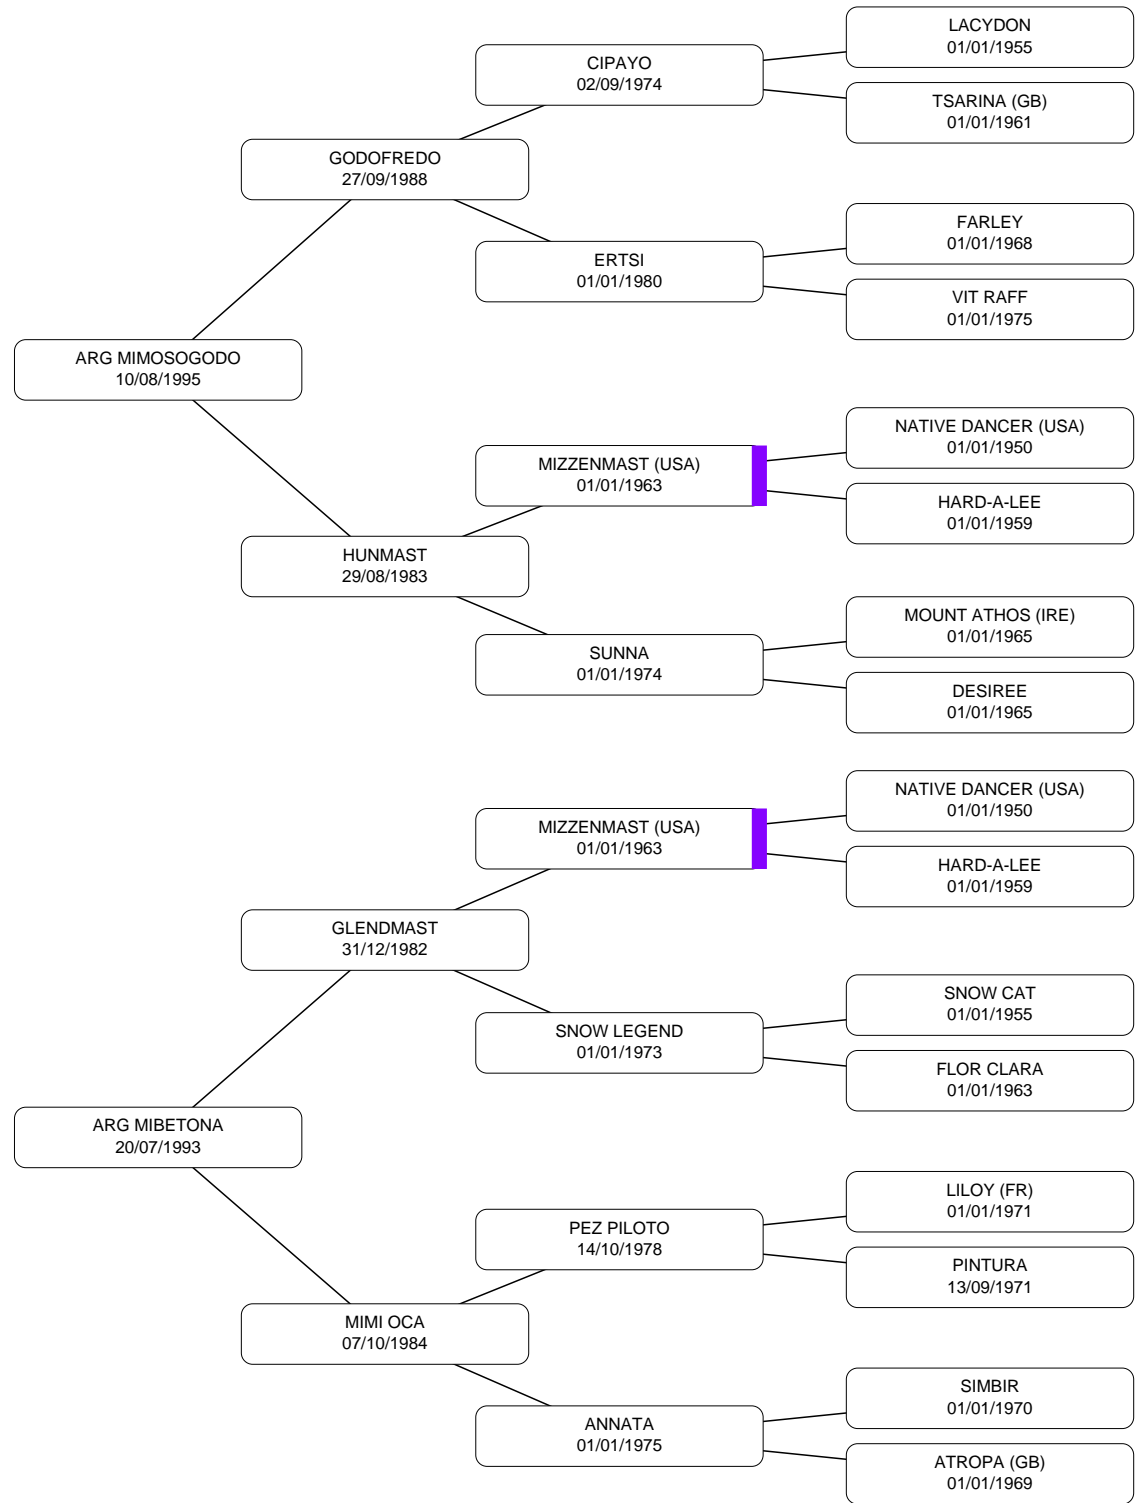 LACYDON
01/01/1955
CIPAYO
02/09/1974
TSARINA (GB)
01/01/1961
GODOFREDO
27/09/1988
FARLEY
01/01/1968
ERTSI
01/01/1980
VIT RAFF
01/01/1975
ARG MIMOSOGODO
10/08/1995
NATIVE DANCER (USA)
01/01/1950
MIZZENMAST (USA)
01/01/1963
HARD-A-LEE
01/01/1959
HUNMAST
29/08/1983
MOUNT ATHOS (IRE)
01/01/1965
SUNNA
01/01/1974
DESIREE
01/01/1965
NATIVE DANCER (USA)
01/01/1950
MIZZENMAST (USA)
01/01/1963
HARD-A-LEE
01/01/1959
GLENDMAST
31/12/1982
SNOW CAT
01/01/1955
SNOW LEGEND
01/01/1973
FLOR CLARA
01/01/1963
ARG MIBETONA
20/07/1993
LILOY (FR)
01/01/1971
PEZ PILOTO
14/10/1978
PINTURA
13/09/1971
MIMI OCA
07/10/1984
SIMBIR
01/01/1970
ANNATA
01/01/1975
ATROPA (GB)
01/01/1969